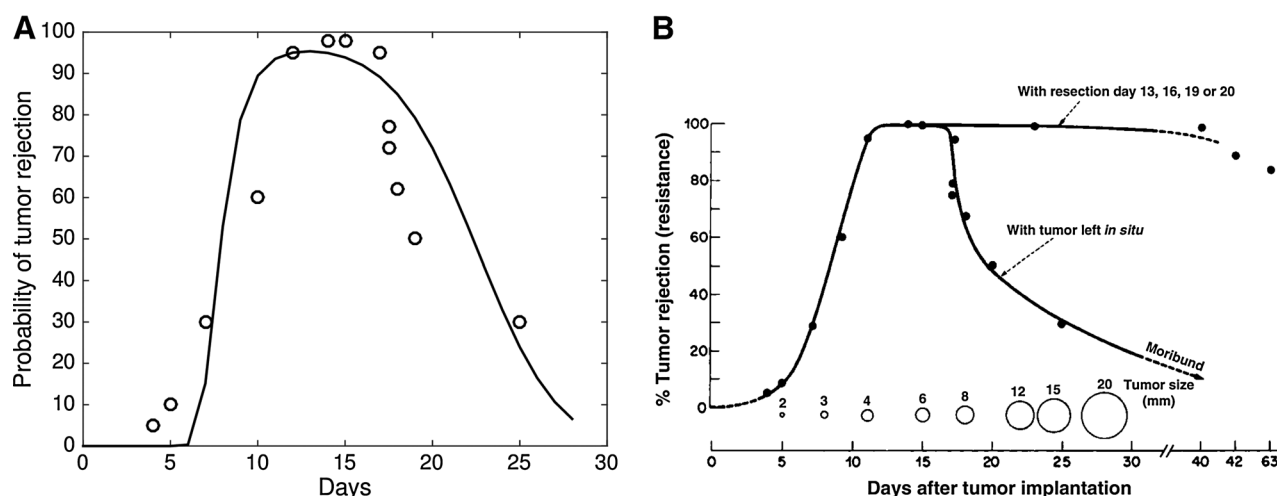 A
Probability of tumor rejection
100
90
80
70
60
50
40
30
20
10
0
0 5 10 15 20 25 30
Days
B
With resection day 13, 16, 19 or 20
% Tumor rejection (resistance)
100
80
60
40
20
0
With tumor left in situ
Moribund
2 3 4 6 8 12 15 20 Tumor size
(mm)
0 5 10 15 20 25 30 40 42 63
Days after tumor implantation